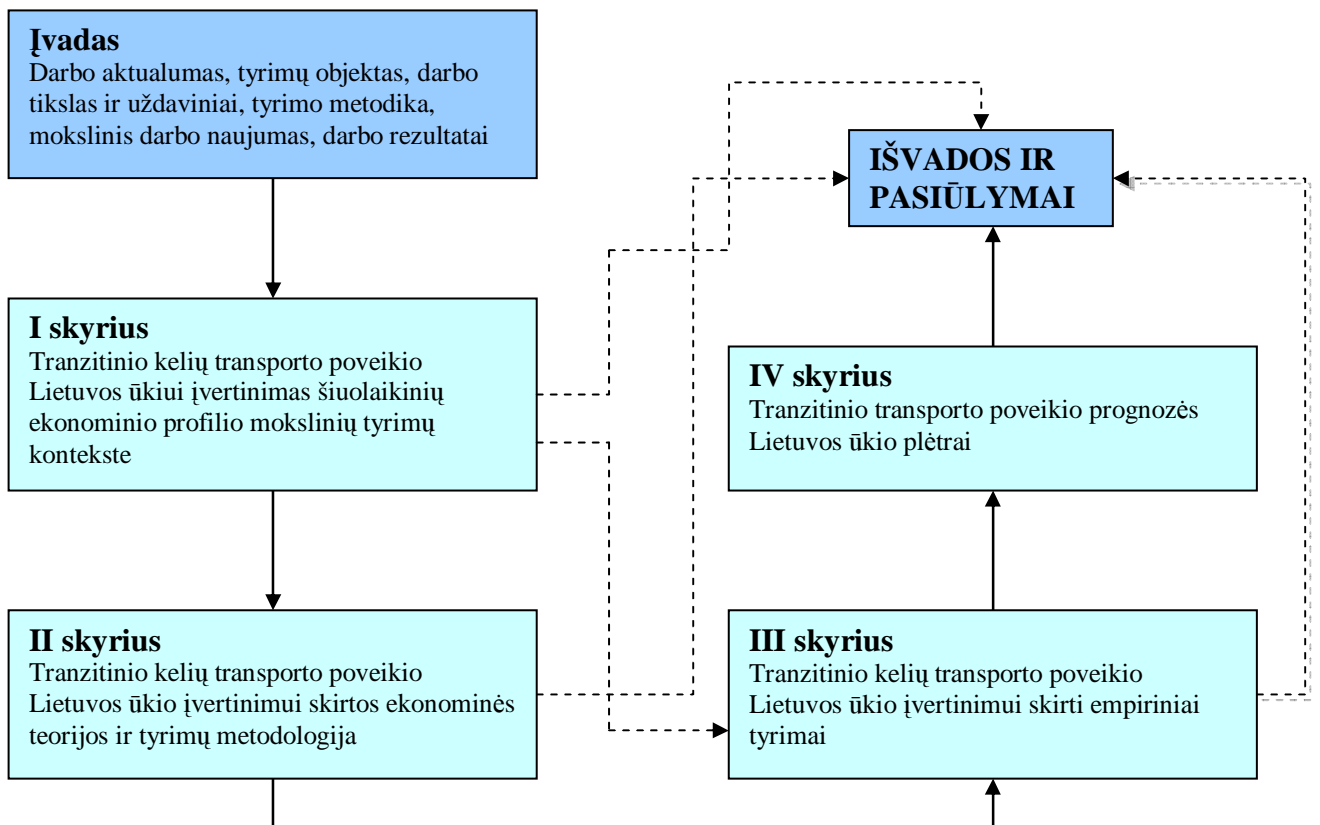 Įvadas
Darbo aktualumas, tyrimų objektas, darbo
tikslas ir uždaviniai, tyrimo metodika,
mokslinis darbo naujumas, darbo rezultatai
I skyrius
Tranzitinio kelių transporto poveikio
Lietuvos ūkiui įvertinimas šiuolaikinių
ekonominio profilio mokslinių tyrimų
kontekste
II skyrius
Tranzitinio kelių transporto poveikio
Lietuvos ūkio įvertinimui skirtos ekonominės
teorijos ir tyrimų metodologija
III skyrius
Tranzitinio kelių transporto poveikio
Lietuvos ūkio įvertinimui skirti empiriniai
tyrimai
IV skyrius
Tranzitinio transporto poveikio prognozės
Lietuvos ūkio plėtrai
IŠVADOS IR
PASIŪLYMAI